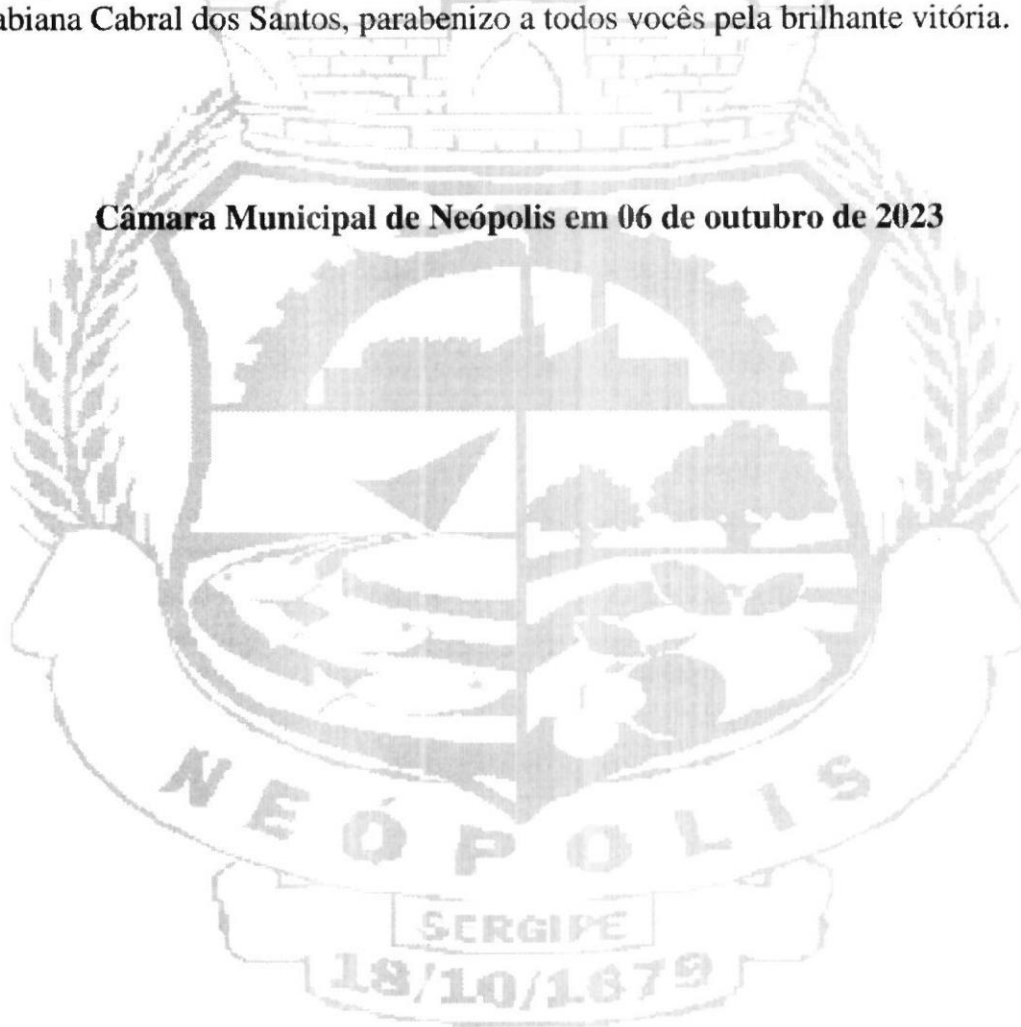 abiana Cabral dos Santos, parabenizo a todos vocês pela brilhante vitória.
Câmara Municipal de Neópolis em 06 de outubro de 2023
NEÓPOLIS
SERGIPE
18/10/1679